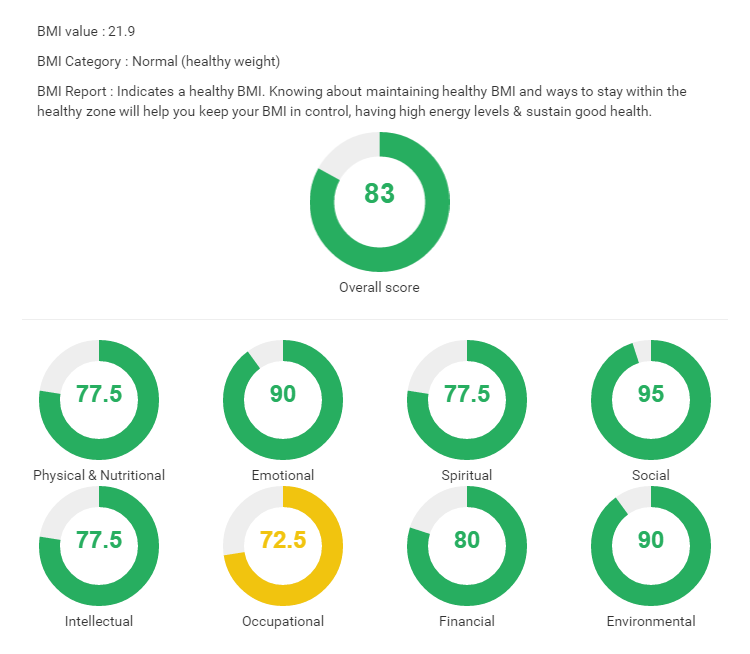 BMI value : 21.9
BMI Category : Normal (healthy weight)
BMI Report : Indicates a healthy BMI. Knowing about maintaining healthy BMI and ways to stay within the
healthy zone will help you keep your BMI in control, having high energy levels & sustain good health.
83
Overall score
77.5
90
77.5
95
Physical & Nutritional
Emotional
Spiritual
Social
77.5
72.5
80
90
Intellectual
Occupational
Financial
Environmental